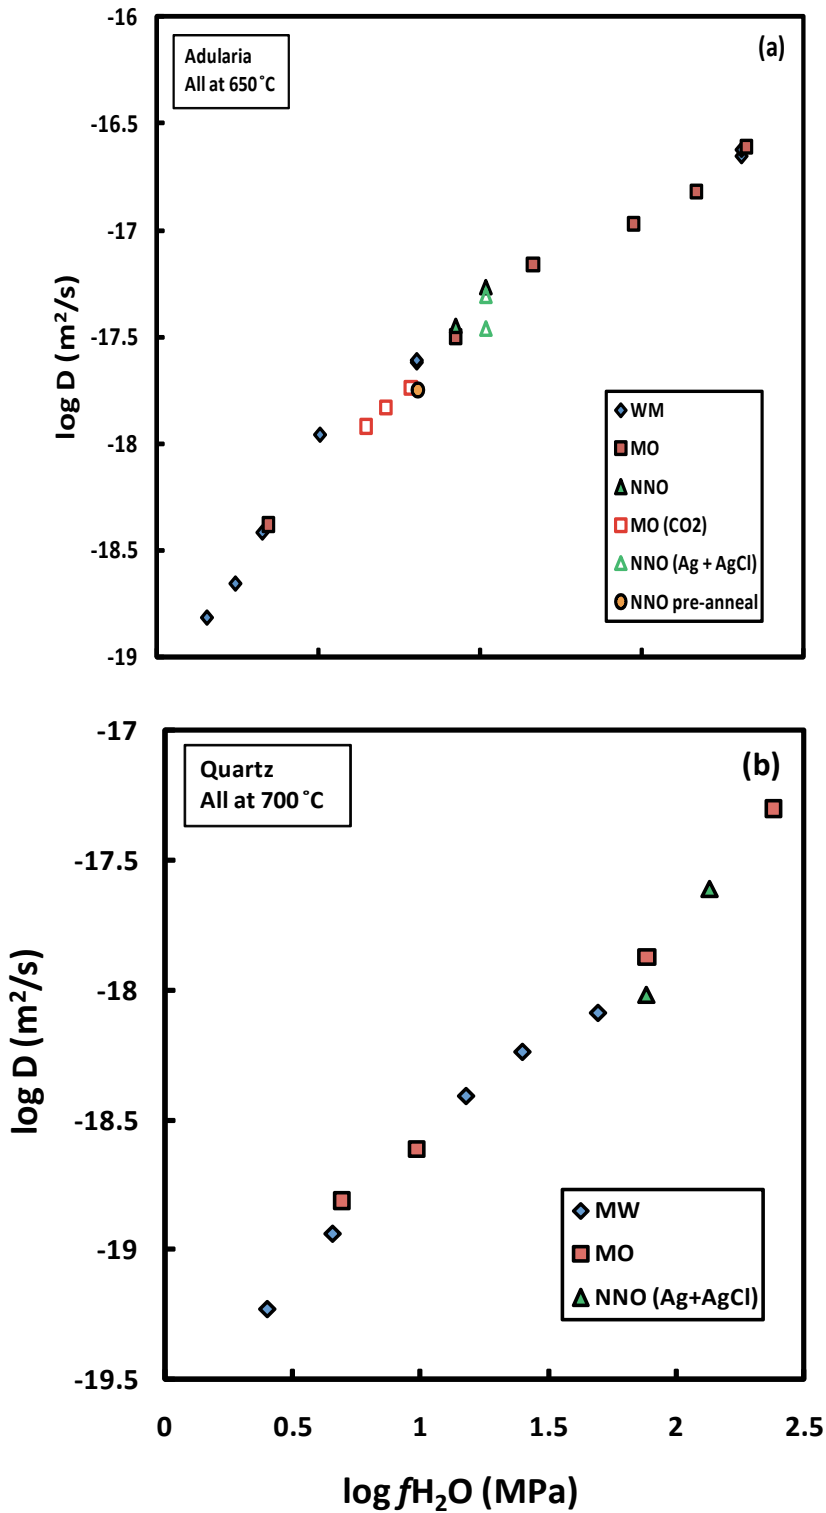 -16
Adularia
All at 650˚C
(a)
-16.5
-17
-17.5
-18
-18.5
-19
log D (m²/s)
WM
MO
NNO
MO (CO2)
NNO (Ag + AgCl)
NNO pre-anneal
-17
Quartz
All at 700˚C
(b)
-17.5
-18
-18.5
-19
-19.5
log D (m²/s)
MW
MO
NNO (Ag+AgCl)
0 0.5 1 1.5 2 2.5
log fH₂O (MPa)